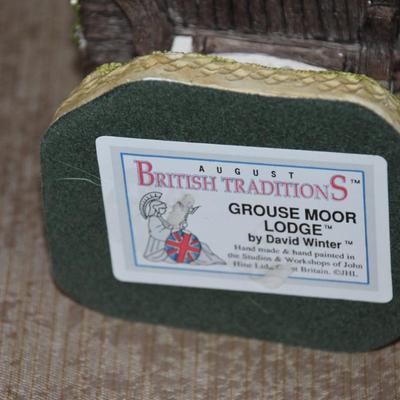 AUGUST
BRITISH TRADITIONS™
GROUSE MOOR
LODGE™
by David Winter™
Hand made & hand painted in
the Studios & Workshops of John
Hine Ltd., Great Britain. ©JHL